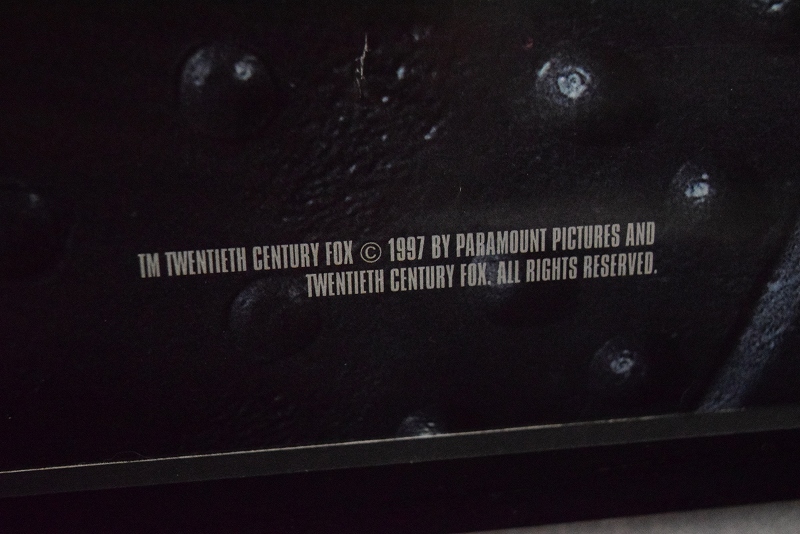 TM TWENTIETH CENTURY FOX © 1997 BY PARAMOUNT PICTURES AND
TWENTIETH CENTURY FOX. ALL RIGHTS RESERVED.